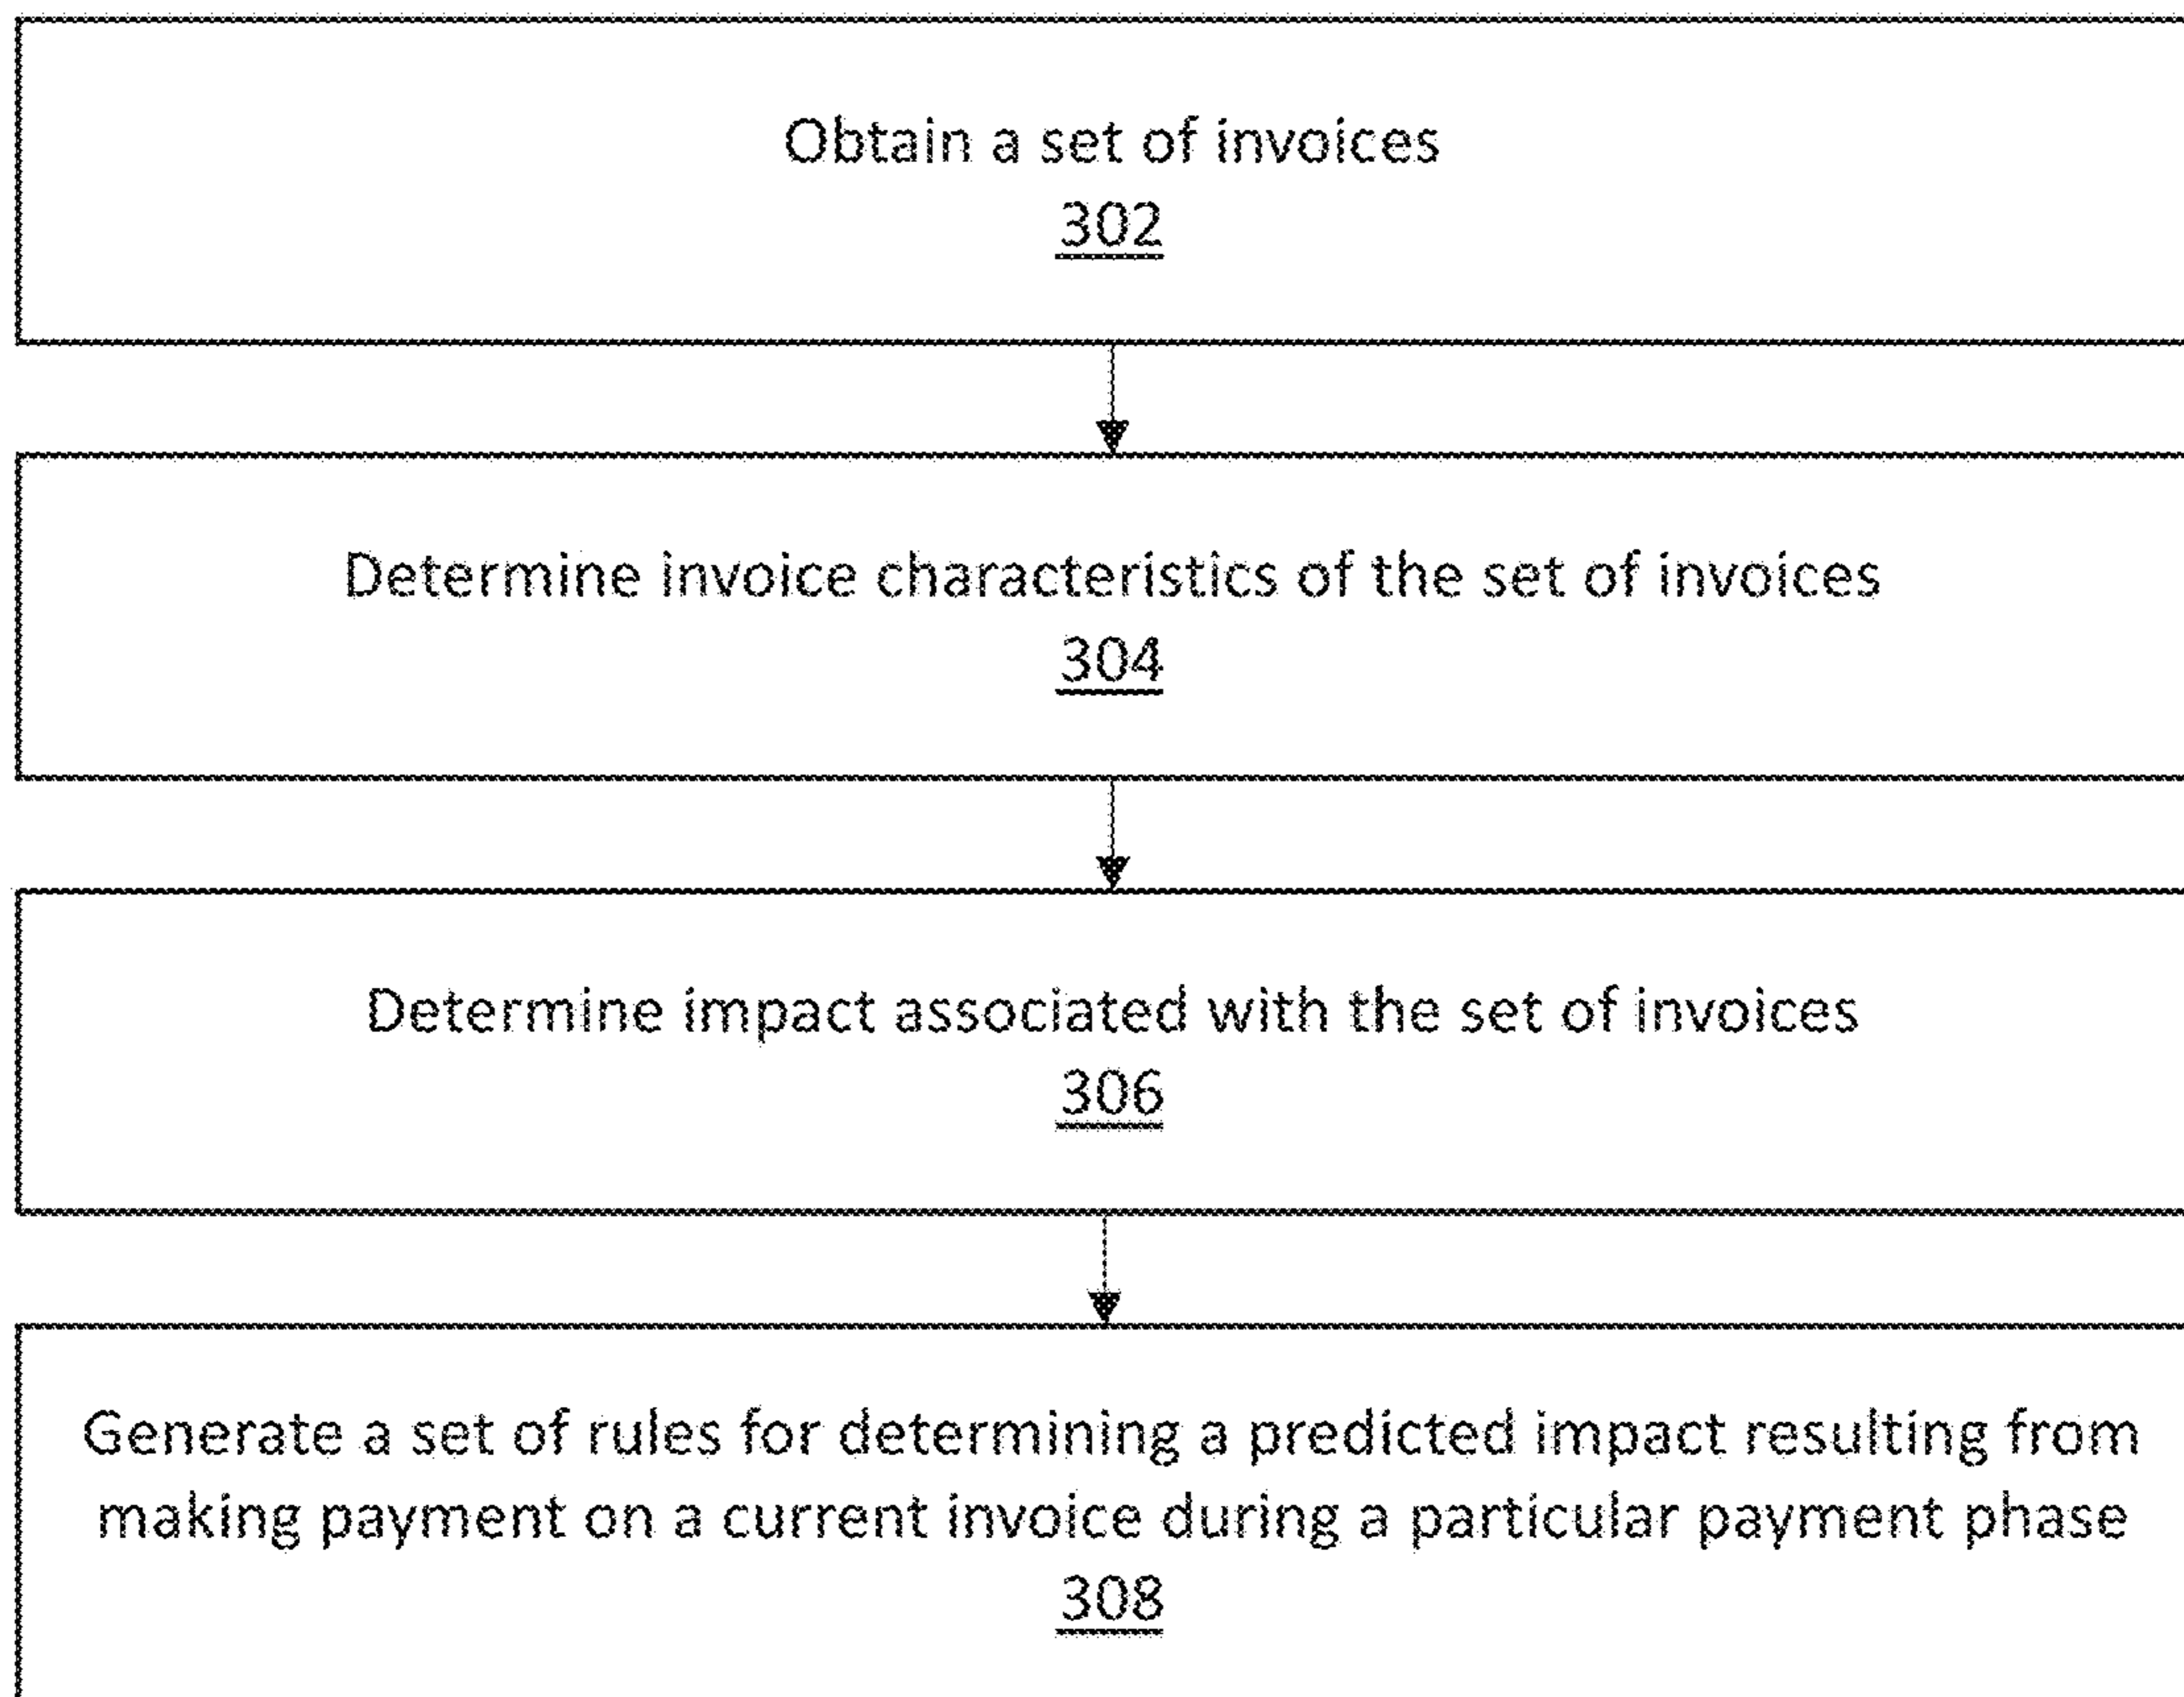 Obtain a set of invoices
302
Determine invoice characteristics of the set of invoices
304
Determine impact associated with the set of invoices
306
Generate a set of rules for determining a predicted impact resulting from
making payment on a current invoice during a particular payment phase
308